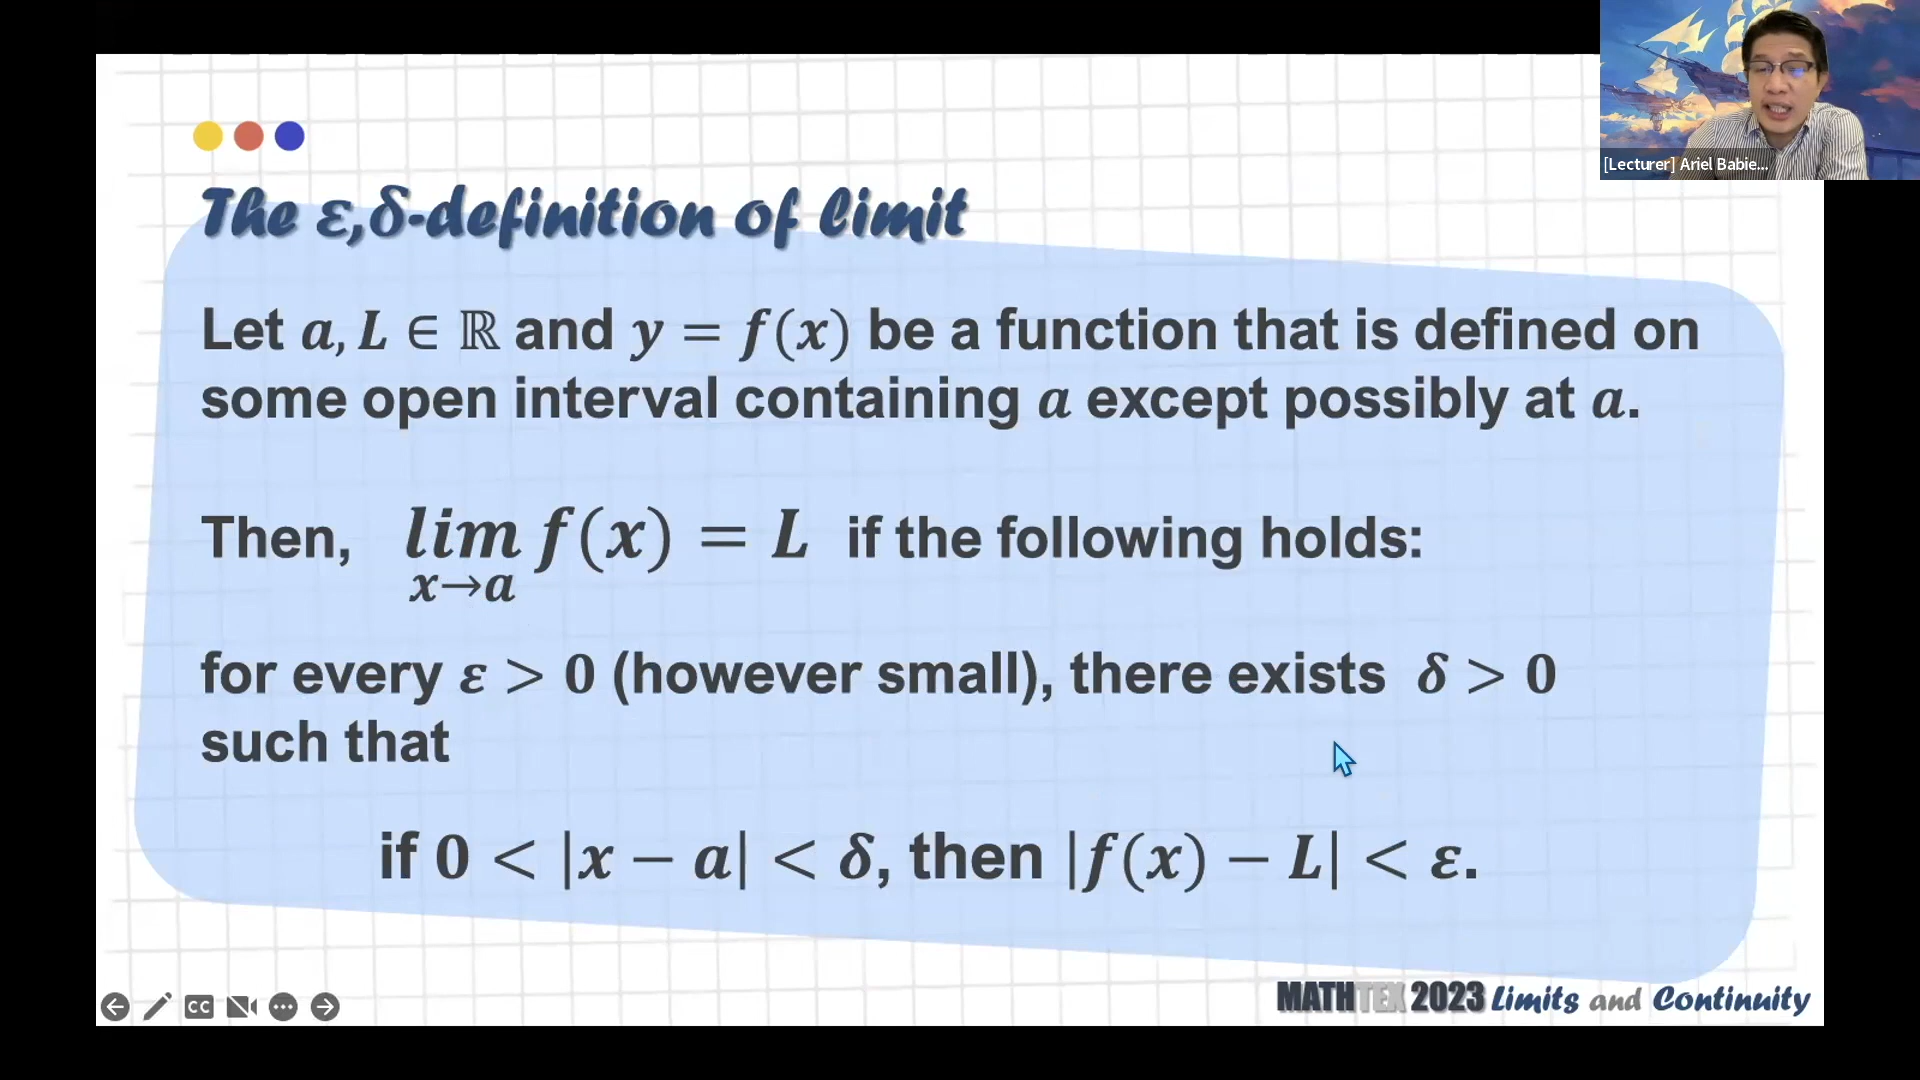 [Lecturer] Ariel Babie...
The ε,δ-definition of limit
Let a, L ∈ ℝ and y = f(x) be a function that is defined on
some open interval containing a except possibly at a.
Then, lim f(x) = L if the following holds:
x→a
for every ε > 0 (however small), there exists δ > 0
such that
if 0 < |x − a| < δ, then |f(x) − L| < ε.
CC
MATHTEX 2023 Limits and Continuity